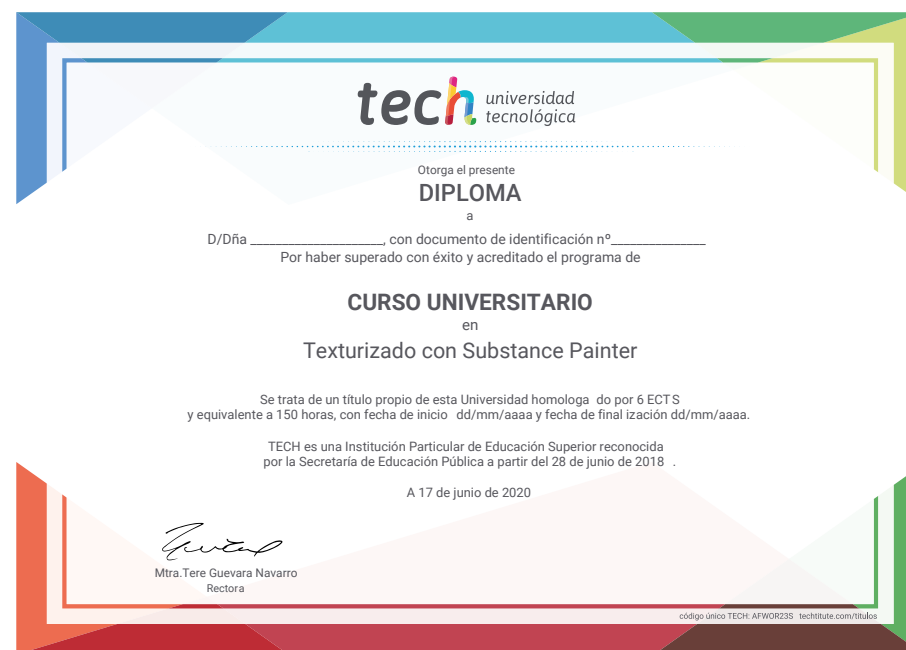 tech universidad
tecnológica
Otorga el presente
DIPLOMA
a
D/Dña ___________________, con documento de identificación nº______________
Por haber superado con éxito y acreditado el programa de
CURSO UNIVERSITARIO
en
Texturizado con Substance Painter
Se trata de un título propio de esta Universidad homologa do por 6 ECTS
y equivalente a 150 horas, con fecha de inicio dd/mm/aaaa y fecha de final ización dd/mm/aaaa.
TECH es una Institución Particular de Educación Superior reconocida
por la Secretaría de Educación Pública a partir del 28 de junio de 2018 .
A 17 de junio de 2020
Mtra.Tere Guevara Navarro
Rectora
código único TECH: AFWOR23S techtitute.com/titulos